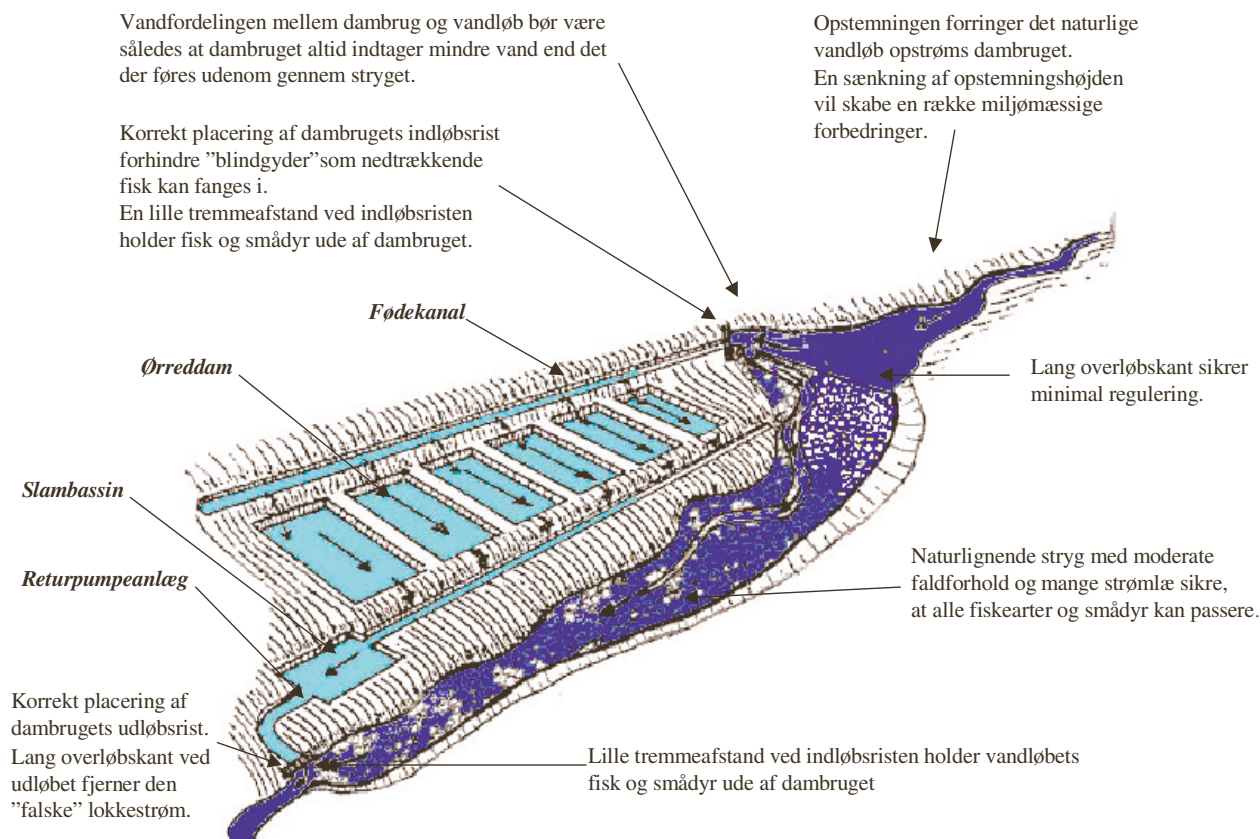 Vandfordelingen mellem dambrug og vandløb bør være
således at dambruget altid indtager mindre vand end det
der føres udenom gennem stryget.
Opstemningen forringer det naturlige
vandløb opstrøms dambruget.
En sænkning af opstemningshøjden
vil skabe en række miljømæssige
forbedringer.
Korrekt placering af dambrugets indløbsrist
forhindre ”blindgyder”som nedtrækkende
fisk kan fanges i.
En lille tremmeafstand ved indløbsristen
holder fisk og smådyr ude af dambruget.
Fødekanal
Ørreddam
Lang overløbskant sikrer
minimal regulering.
Slambassin
Returpumpeanlæg
Naturlignende stryg med moderate
faldforhold og mange strømlæ sikre,
at alle fiskearter og smådyr kan passere.
Korrekt placering af
dambrugets udløbsrist.
Lang overløbskant ved
udløbet fjerner den
”falske” lokkestrøm.
Lille tremmeafstand ved indløbsristen holder vandløbets
fisk og smådyr ude af dambruget